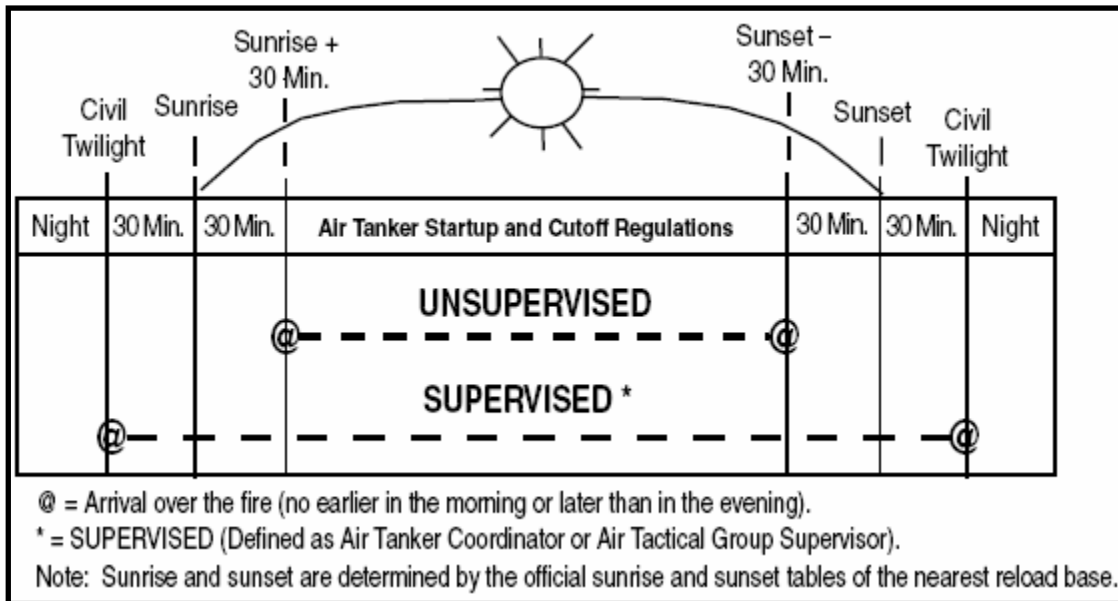 Sunrise +
30 Min.
Sunset –
30 Min.
Civil
Twilight
Sunrise
Sunset
Civil
Twilight
Night
30 Min.
30 Min.
Air Tanker Startup and Cutoff Regulations
30 Min.
30 Min.
Night
UNSUPERVISED
@
@
SUPERVISED *
@
@
@ = Arrival over the fire (no earlier in the morning or later than in the evening).
* = SUPERVISED (Defined as Air Tanker Coordinator or Air Tactical Group Supervisor).
Note: Sunrise and sunset are determined by the official sunrise and sunset tables of the nearest reload base.